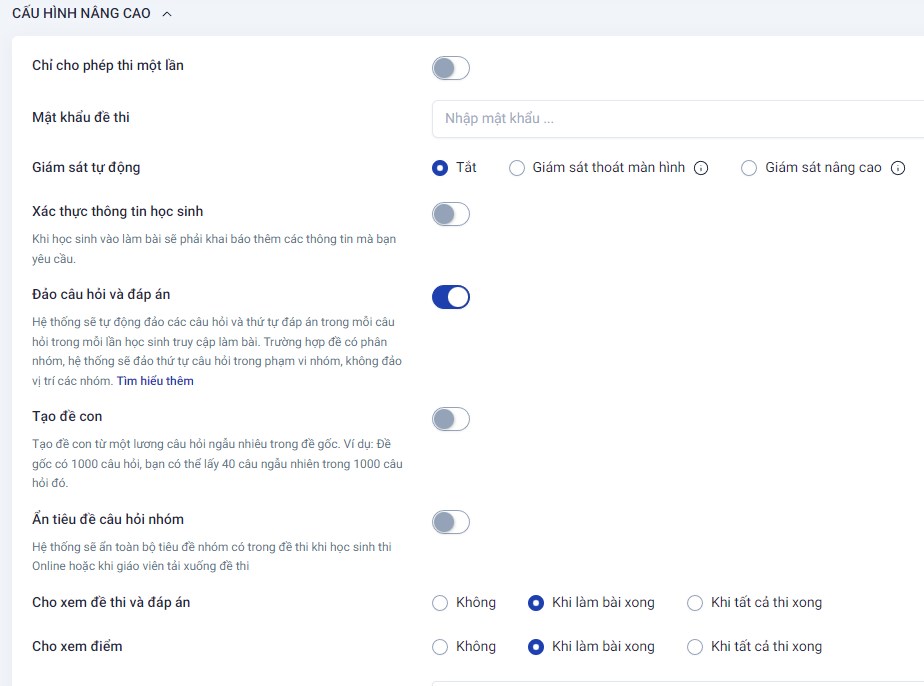 CẤU HÌNH NÂNG CAO
Chỉ cho phép thi một lần
Mật khẩu đề thi
Nhập mật khẩu ...
Giám sát tự động
Tắt
Giám sát thoát màn hình
Giám sát nâng cao
Xác thực thông tin học sinh
Khi học sinh vào làm bài sẽ phải khai báo thêm các thông tin mà bạn
yêu cầu.
Đảo câu hỏi và đáp án
Hệ thống sẽ tự động đảo các câu hỏi và thứ tự đáp án trong mỗi câu
hỏi trong mỗi lần học sinh truy cập làm bài. Trường hợp đề có phân
nhóm, hệ thống sẽ đảo thứ tự câu hỏi trong phạm vi nhóm, không đảo
vị trí các nhóm. Tìm hiểu thêm
Tạo đề con
Tạo đề con từ một lương câu hỏi ngẫu nhiêu trong đề gốc. Ví dụ: Đề
gốc có 1000 câu hỏi, bạn có thể lấy 40 câu ngẫu nhiên trong 1000 câu
hỏi đó.
Ẩn tiêu đề câu hỏi nhóm
Hệ thống sẽ ẩn toàn bộ tiêu đề nhóm có trong đề thi khi học sinh thi
Online hoặc khi giáo viên tải xuống đề thi
Cho xem đề thi và đáp án
Không
Khi làm bài xong
Khi tất cả thi xong
Cho xem điểm
Không
Khi làm bài xong
Khi tất cả thi xong